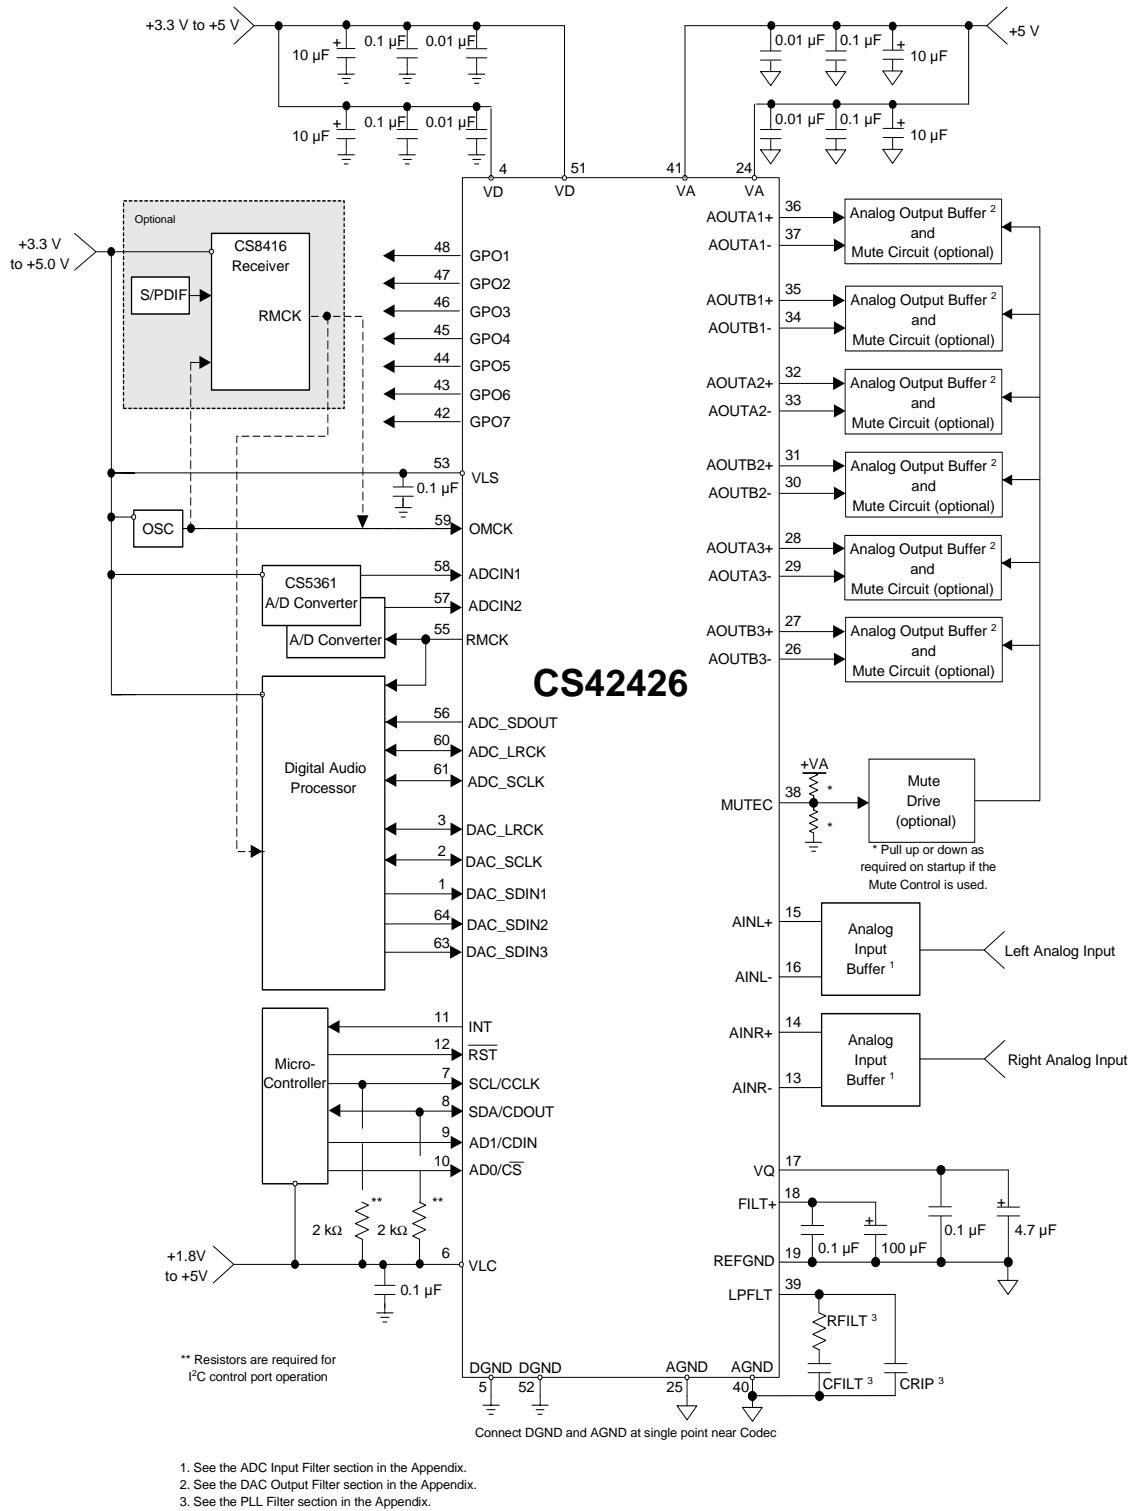 +3.3 V to +5 V
10 µF
+
0.1 µF
0.01 µF
0.01 µF
0.1 µF
+
10 µF
+5 V
10 µF
+
0.1 µF
0.01 µF
0.01 µF
0.1 µF
+
10 µF
4
51
41
24
VD
VD
VA
VA
Optional
+3.3 V
to +5.0 V
CS8416
Receiver
S/PDIF
RMCK
48
GPO1
47
GPO2
46
GPO3
45
GPO4
44
GPO5
43
GPO6
42
GPO7
53
VLS
0.1 µF
OSC
59
OMCK
CS5361
A/D Converter
A/D Converter
58
ADCIN1
57
ADCIN2
55
RMCK
CS42426
Digital Audio
Processor
56
ADC_SDOUT
60
ADC_LRCK
61
ADC_SCLK
3
DAC_LRCK
2
DAC_SCLK
1
DAC_SDIN1
64
DAC_SDIN2
63
DAC_SDIN3
Micro-
Controller
11
INT
12
RST
7
SCL/CCLK
8
SDA/CDOUT
9
AD1/CDIN
10
AD0/CS
**
2 kΩ
**
2 kΩ
+1.8V
to +5V
6
VLC
0.1 µF
** Resistors are required for
I²C control port operation
AOUTA1+
36
AOUTA1-
37
Analog Output Buffer ²
and
Mute Circuit (optional)
AOUTB1+
35
AOUTB1-
34
Analog Output Buffer ²
and
Mute Circuit (optional)
AOUTA2+
32
AOUTA2-
33
Analog Output Buffer ²
and
Mute Circuit (optional)
AOUTB2+
31
AOUTB2-
30
Analog Output Buffer ²
and
Mute Circuit (optional)
AOUTA3+
28
AOUTA3-
29
Analog Output Buffer ²
and
Mute Circuit (optional)
AOUTB3+
27
AOUTB3-
26
Analog Output Buffer ²
and
Mute Circuit (optional)
MUTEC
38
+VA
*
*
Mute
Drive
(optional)
* Pull up or down as
required on startup if the
Mute Control is used.
AINL+
15
AINL-
16
Analog
Input
Buffer ¹
Left Analog Input
AINR+
14
AINR-
13
Analog
Input
Buffer ¹
Right Analog Input
VQ
17
FILT+
18
0.1 µF
+
100 µF
0.1 µF
+
4.7 µF
REFGND
19
LPFLT
39
RFILT ³
CFILT ³
CRIP ³
DGND
DGND
AGND
AGND
5
52
25
40
Connect DGND and AGND at single point near Codec
1. See the ADC Input Filter section in the Appendix.
2. See the DAC Output Filter section in the Appendix.
3. See the PLL Filter section in the Appendix.